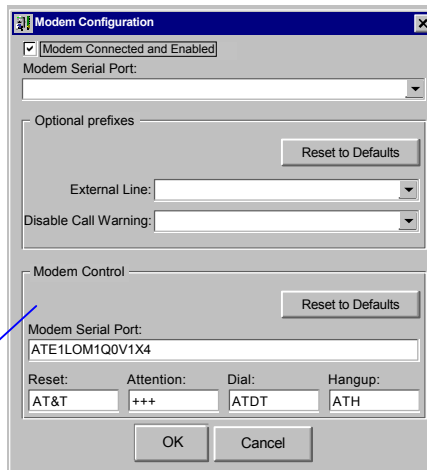 Modem Configuration
Modem Connected and Enabled
Modem Serial Port:
Optional prefixes
Reset to Defaults
External Line:
Disable Call Warning:
Modem Control
Reset to Defaults
Modem Serial Port:
ATE1LOM1Q0V1X4
Reset: Attention: Dial: Hangup:
AT&T +++ ATDT ATH
OK Cancel